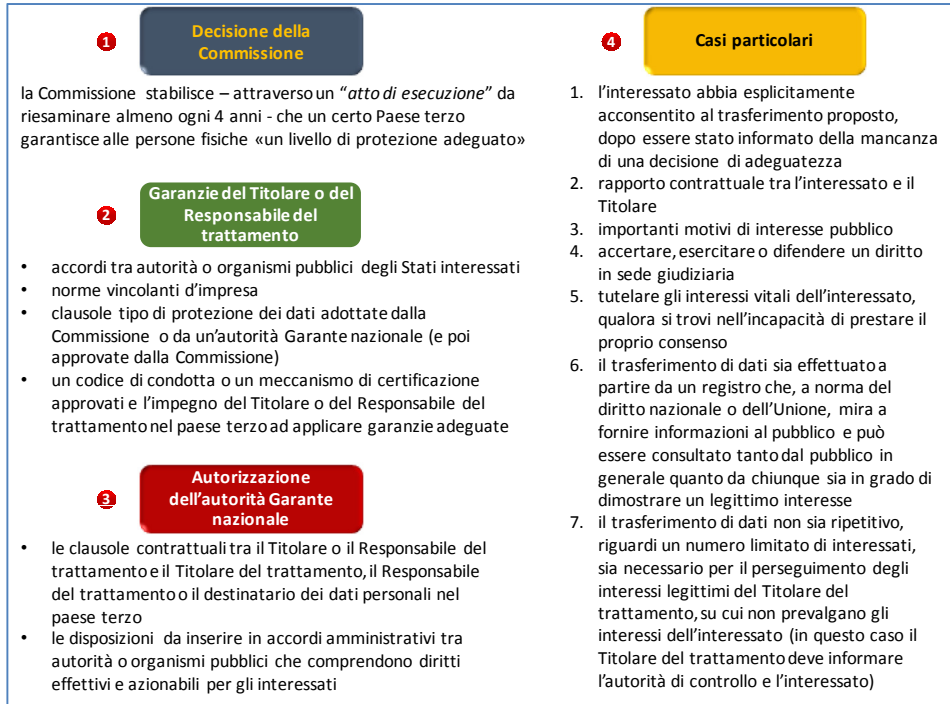 1
Decisione della
Commissione
la Commissione stabilisce – attraverso un “atto di esecuzione” da
riesaminare almeno ogni 4 anni - che un certo Paese terzo
garantisce alle persone fisiche «un livello di protezione adeguato»
2
Garanzie del Titolare o del
Responsabile del
trattamento
• accordi tra autorità o organismi pubblici degli Stati interessati
• norme vincolanti d’impresa
• clausole tipo di protezione dei dati adottate dalla
Commissione o da un’autorità Garante nazionale (e poi
approvate dalla Commissione)
• un codice di condotta o un meccanismo di certificazione
approvati e l’impegno del Titolare o del Responsabile del
trattamento nel paese terzo ad applicare garanzie adeguate
3
Autorizzazione
dell’autorità Garante
nazionale
• le clausole contrattuali tra il Titolare o il Responsabile del
trattamento e il Titolare del trattamento, il Responsabile
del trattamento o il destinatario dei dati personali nel
paese terzo
• le disposizioni da inserire in accordi amministrativi tra
autorità o organismi pubblici che comprendono diritti
effettivi e azionabili per gli interessati
4
Casi particolari
1. l’interessato abbia esplicitamente
acconsentito al trasferimento proposto,
dopo essere stato informato della mancanza
di una decisione di adeguatezza
2. rapporto contrattuale tra l’interessato e il
Titolare
3. importanti motivi di interesse pubblico
4. accertare, esercitare o difendere un diritto
in sede giudiziaria
5. tutelare gli interessi vitali dell’interessato,
qualora si trovi nell’incapacità di prestare il
proprio consenso
6. il trasferimento di dati sia effettuato a
partire da un registro che, a norma del
diritto nazionale o dell’Unione, mira a
fornire informazioni al pubblico e può
essere consultato tanto dal pubblico in
generale quanto da chiunque sia in grado di
dimostrare un legittimo interesse
7. il trasferimento di dati non sia ripetitivo,
riguardi un numero limitato di interessati,
sia necessario per il perseguimento degli
interessi legittimi del Titolare del
trattamento, su cui non prevalgano gli
interessi dell’interessato (in questo caso il
Titolare del trattamento deve informare
l’autorità di controllo e l’interessato)